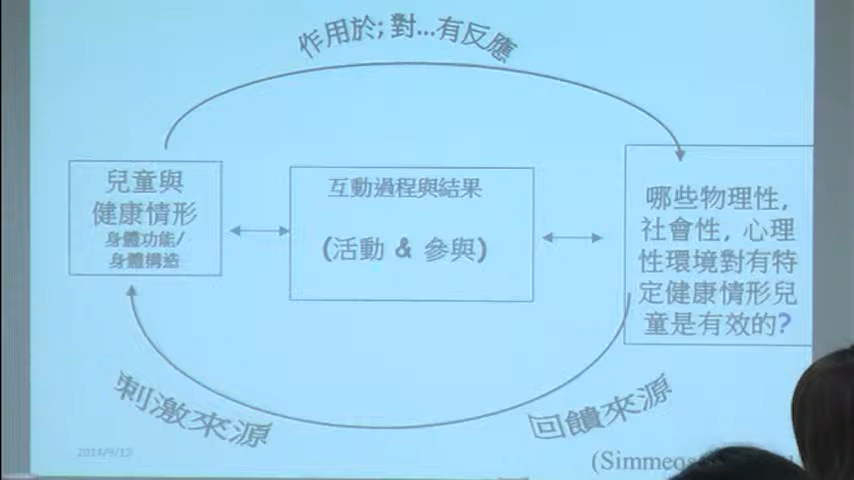 作用於; 對...有反應
兒童與
健康情形
身體功能/
身體構造
互動過程與結果
(活動 & 參與)
哪些物理性,
社會性, 心理
性環境對有特
定健康情形兒
童是有效的?
刺激來源
回饋來源
2014/9/12